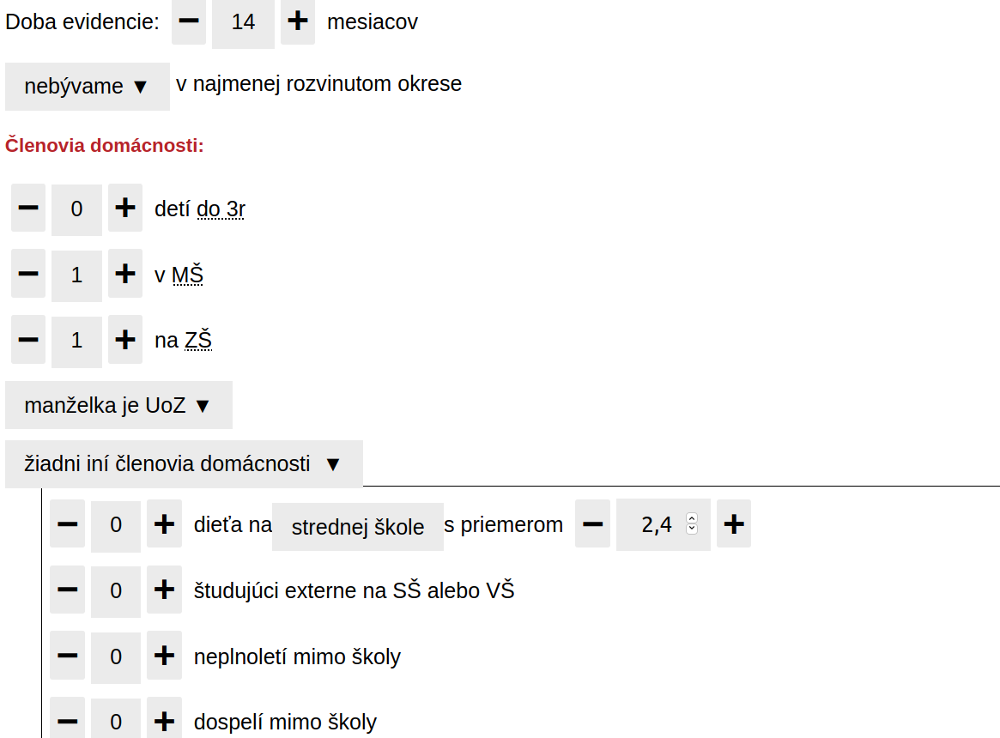 Doba evidencie: − 14 + mesiacov
nebývame ▼ v najmenej rozvinutom okrese
Členovia domácnosti:
− 0 + detí do 3r
− 1 + v MŠ
− 1 + na ZŠ
manželka je UoZ ▼
žiadni iní členovia domácnosti ▼
− 0 + dieťa na strednej škole s priemerom − 2,4 +
− 0 + študujúci externe na SŠ alebo VŠ
− 0 + neplnoletí mimo školy
− 0 + dospelí mimo školy